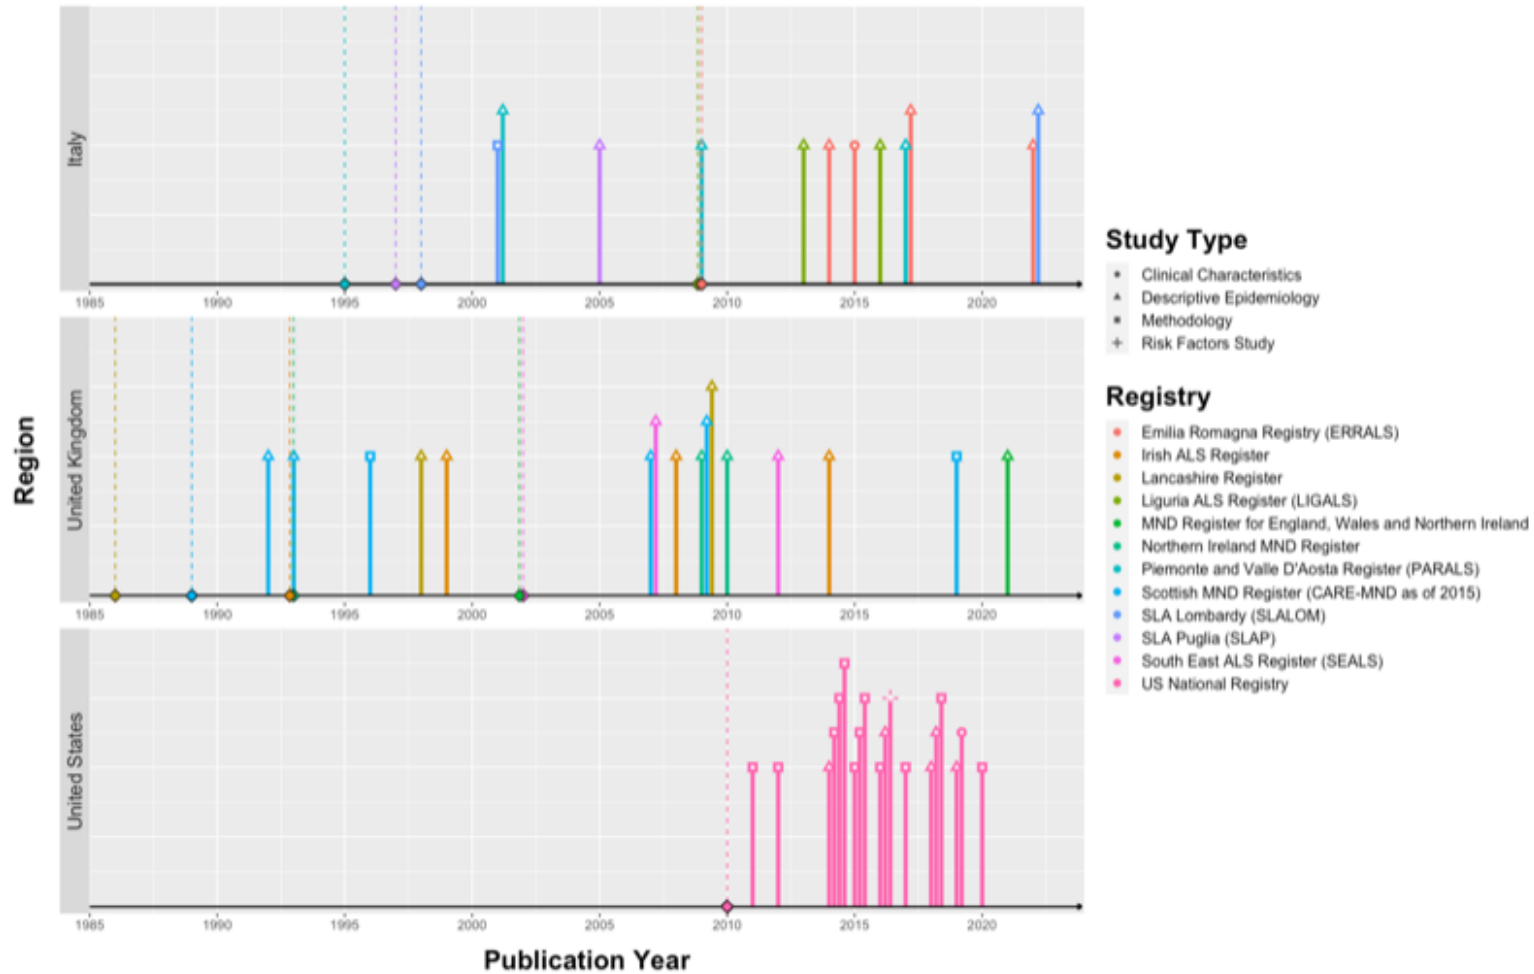 Italy
1985 1990 1995 2000 2005 2010 2015 2020
United Kingdom
1985 1990 1995 2000 2005 2010 2015 2020
United States
1985 1990 1995 2000 2005 2010 2015 2020
Region
Publication Year
Study Type
Clinical Characteristics
Descriptive Epidemiology
Methodology
Risk Factors Study
Registry
Emilia Romagna Registry (ERRALS)
Irish ALS Register
Lancashire Register
Liguria ALS Register (LIGALS)
MND Register for England, Wales and Northern Ireland
Northern Ireland MND Register
Piemonte and Valle D'Aosta Register (PARALS)
Scottish MND Register (CARE-MND as of 2015)
SLA Lombardy (SLALOM)
SLA Puglia (SLAP)
South East ALS Register (SEALS)
US National Registry